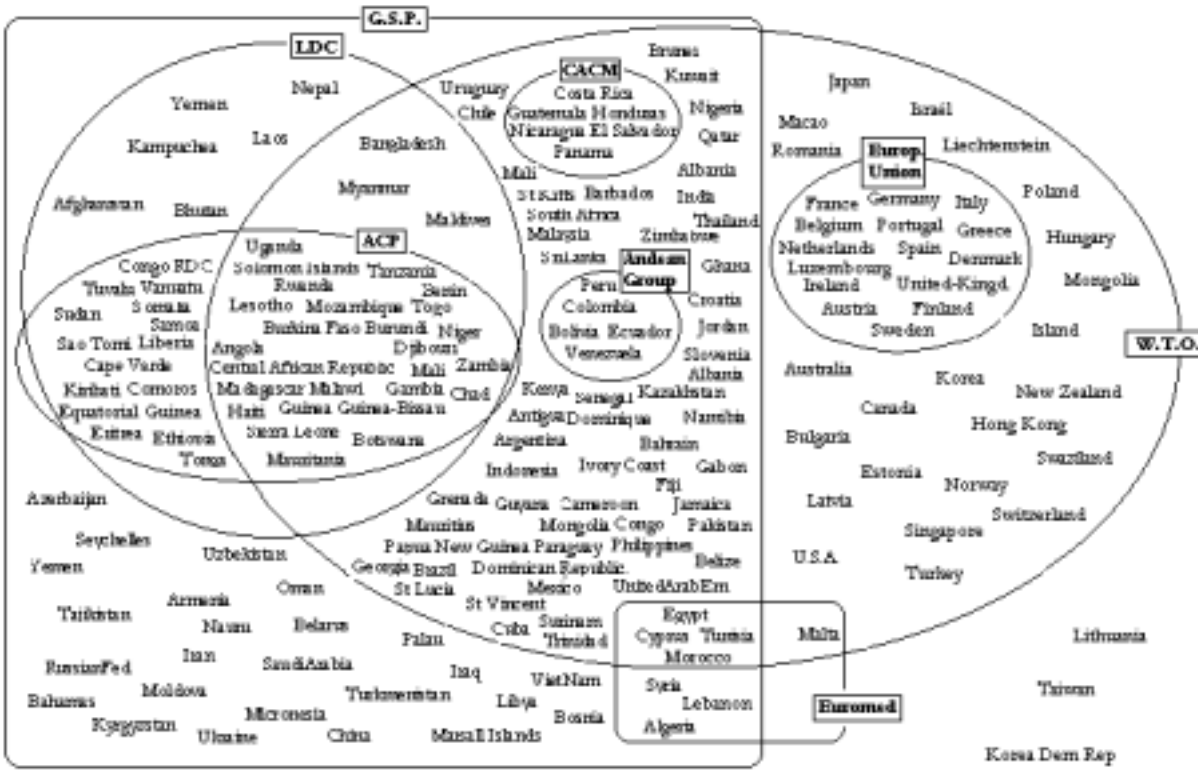 G.S.P.
LDC
Nepal
Yemen
Laos
Kampuchea
Bangladesh
Afghanistan
Bhutan
Myanmar
Maldives
Uruguay
Chile
CACM
Costa Rica
Guatemala Honduras
Nicaragua El Salvador
Panama
Brunei
Kuwait
Nigeria
Qatar
Albania
India
Thailand
Mali
St Kitts Barbados
South Africa
Malaysia
Zimbabwe
Sri Lanka
Ghana
Croatia
Jordan
Slovenia
Albania
Andean
Group
Peru
Colombia
Bolivia Ecuador
Venezuela
ACP
Uganda
Congo RDC
Solomon Islands Tanzania
Tuvalu Vanuatu
Rwanda
Benin
Sudan
Somalia
Lesotho Mozambique Togo
Samoa
Burkina Faso Burundi Niger
Sao Tomi Liberia
Angola
Djibouti
Cape Verde
Central African Republic Mali Zambia
Kiribati Comoros
Madagascar Malawi Gambia Chad
Equatorial Guinea
Haiti Guinea Guinea-Bissau
Eritrea Ethiopia
Sierra Leone
Botswana
Tonga
Mauritania
Kenya Senegal Kazakhstan
Antigua Dominique Namibia
Argentina
Bahrain
Indonesia Ivory Coast Gabon
Fiji
Grenada Guyana Cameroon Jamaica
Mauritius
Mongolia Congo Pakistan
Papua New Guinea Paraguay Philippines
Georgia Brazil Dominican Republic
Belize
St Lucia
Mexico
United Arab Em
St Vincent
Cuba
Surinam
Trinidad
Azerbaijan
Seychelles
Yemen
Uzbekistan
Oman
Tajikistan
Armenia
Nauru
Belarus
Palau
Iran
Saudi Arabia
Iraq
RussianFed
Bahamas
Moldova
Turkmenistan
VietNam
Libya
Micronesia
Bosnia
Kyrgyzstan
Ukraine
China
Masall Islands
Egypt
Cyprus Tunisia
Malta
Morocco
Syria
Lebanon
Algeria
Euromed
Japan
Israël
Macao
Romania
Liechtenstein
Europ.
Union
France Germany Italy
Belgium Portugal Greece
Netherlands Spain Denmark
Luxembourg
Ireland United-Kingd
Austria Finland
Sweden
Poland
Hungary
Mongolia
Island
W.T.O.
Australia
Korea
New Zealand
Canada
Hong Kong
Bulgaria
Swaziland
Estonia
Norway
Latvia
Switzerland
Singapore
U.S.A
Turkey
Lithuania
Taiwan
Korea Dem Rep